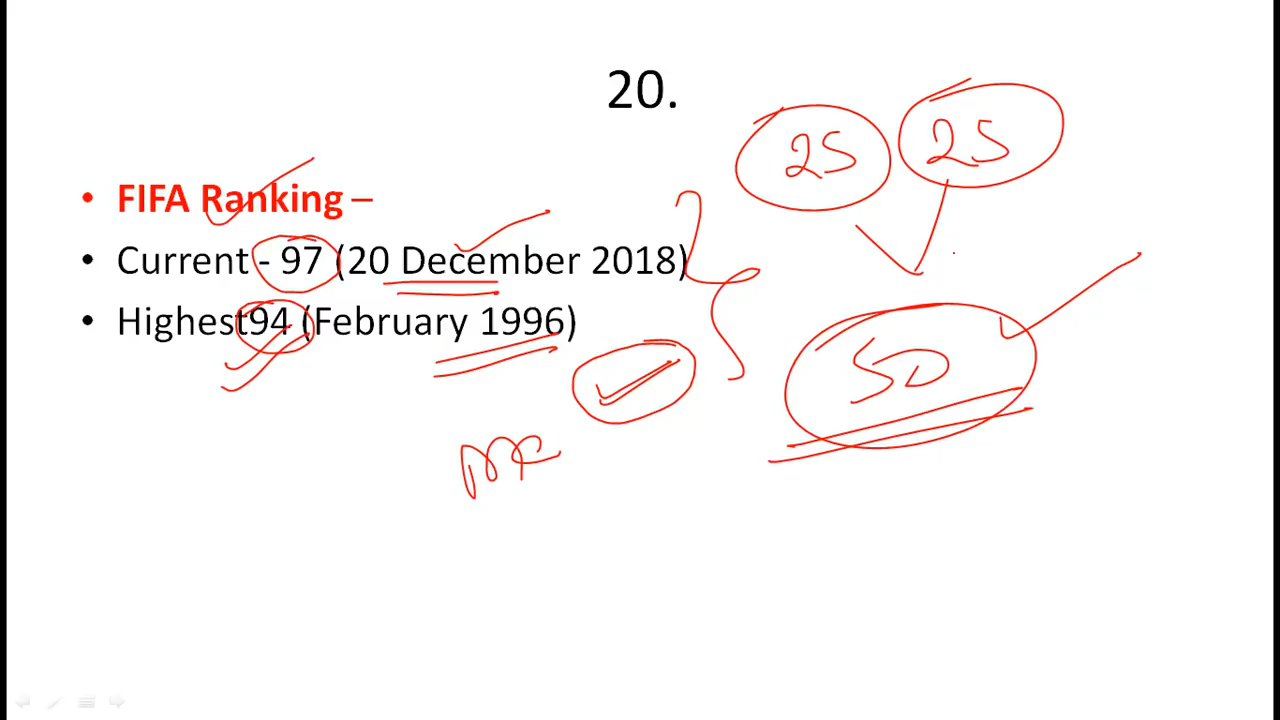 20.
25 25
• FIFA Ranking –
• Current - 97 (20 December 2018)
• Highest94 (February 1996)
50